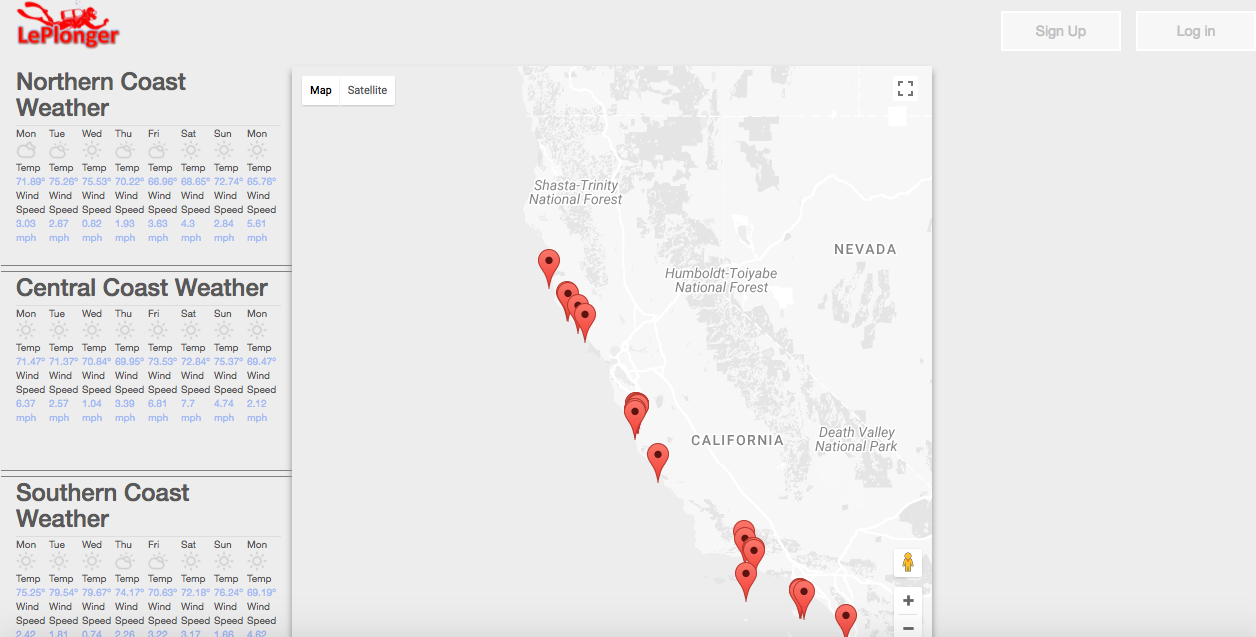 LePlonger
Sign Up
Log in
Northern Coast
Weather
Mon Tue Wed Thu Fri Sat Sun Mon
Temp Temp Temp Temp Temp Temp Temp Temp
71.89° 75.26° 75.53° 70.22° 66.96° 68.65° 72.74° 65.76°
Wind Wind Wind Wind Wind Wind Wind Wind
Speed Speed Speed Speed Speed Speed Speed Speed
3.03 2.67 0.82 1.93 3.63 4.3 2.84 5.61
mph mph mph mph mph mph mph mph
Central Coast Weather
Mon Tue Wed Thu Fri Sat Sun Mon
Temp Temp Temp Temp Temp Temp Temp Temp
71.47° 71.37° 70.84° 69.95° 73.53° 72.84° 75.37° 69.47°
Wind Wind Wind Wind Wind Wind Wind Wind
Speed Speed Speed Speed Speed Speed Speed Speed
6.37 2.57 1.04 3.39 6.81 7.7 4.74 2.12
mph mph mph mph mph mph mph mph
Southern Coast
Weather
Mon Tue Wed Thu Fri Sat Sun Mon
Temp Temp Temp Temp Temp Temp Temp Temp
75.25° 79.54° 79.67° 74.17° 70.63° 72.18° 76.24° 69.19°
Wind Wind Wind Wind Wind Wind Wind Wind
Speed Speed Speed Speed Speed Speed Speed Speed
2.42 1.81 0.74 2.26 3.22 3.17 1.66 4.62
Map Satellite
Shasta-Trinity
National Forest
NEVADA
Humboldt-Toiyabe
National Forest
CALIFORNIA
Death Valley
National Park
+
−